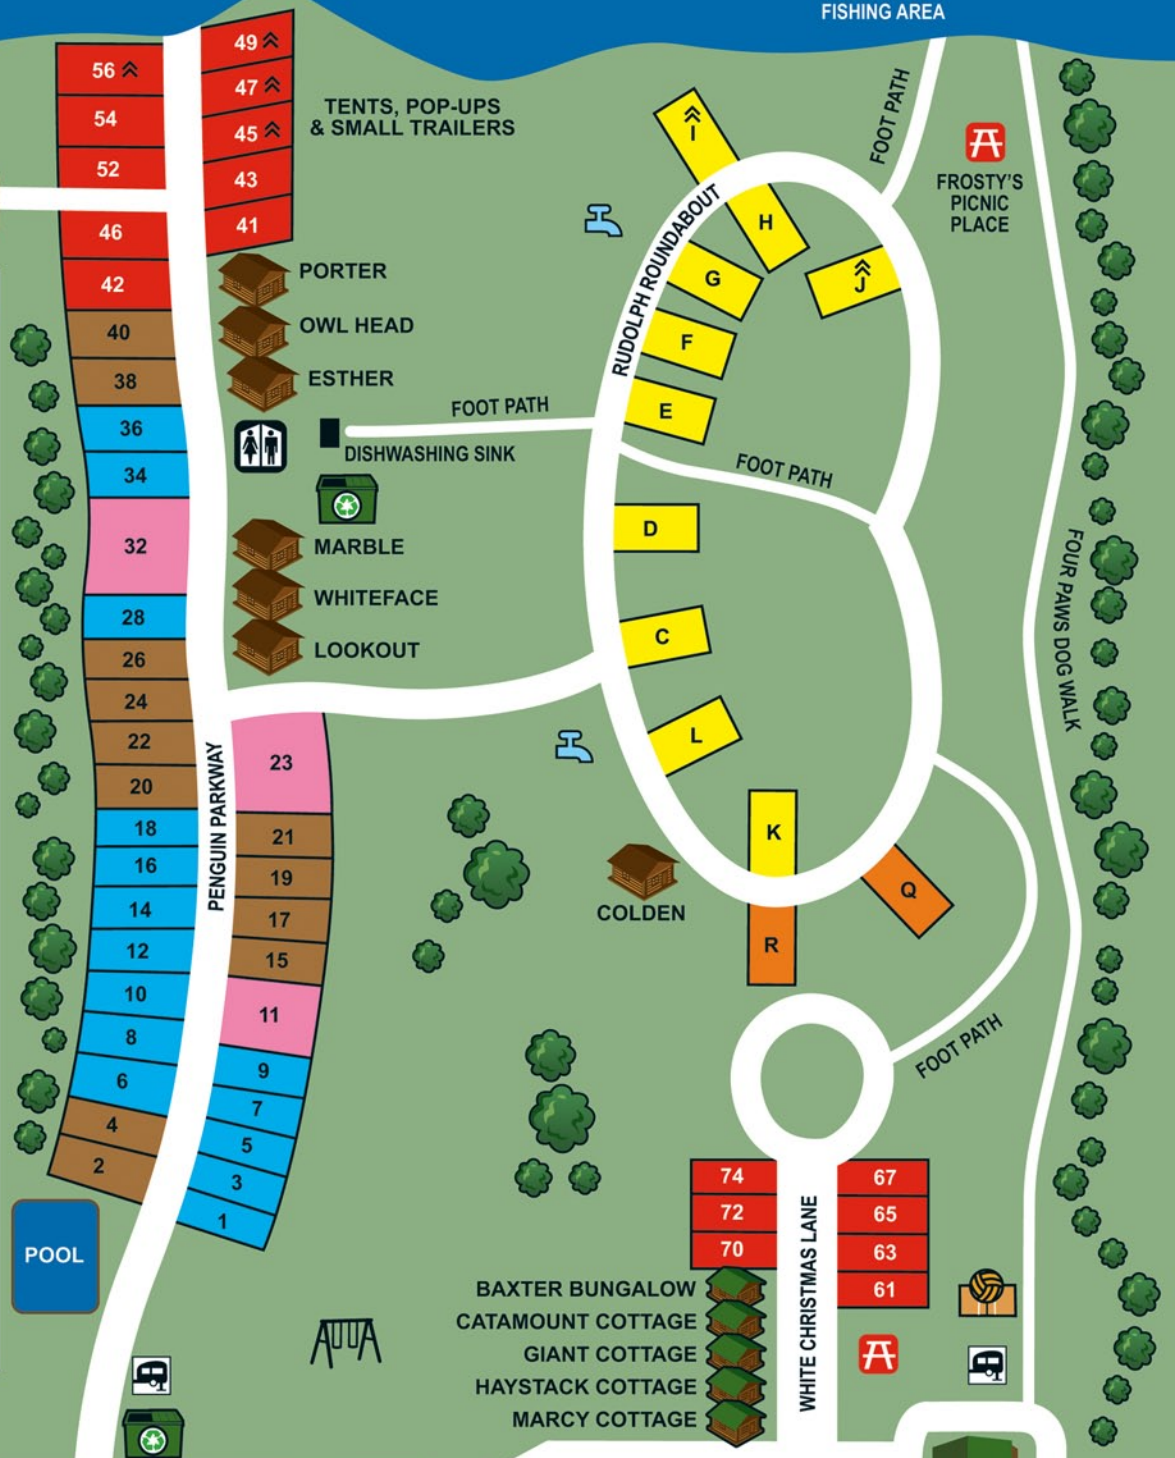 FISHING AREA
56
54
52
46
42
40
38
36
34
32
28
26
24
22
20
18
16
14
12
10
8
6
4
2
49
47
45
43
41
TENTS, POP-UPS
& SMALL TRAILERS
PORTER
OWL HEAD
ESTHER
FOOT PATH
DISHWASHING SINK
MARBLE
WHITEFACE
LOOKOUT
PENGUIN PARKWAY
23
21
19
17
15
11
9
7
5
3
1
POOL
RUDOLPH ROUNDABOUT
I
H
G
F
E
J
FOOT PATH
D
C
L
K
R
Q
COLDEN
FOOT PATH
FROSTY'S
PICNIC
PLACE
FOUR PAWS DOG WALK
FOOT PATH
74
72
70
67
65
63
61
WHITE CHRISTMAS LANE
BAXTER BUNGALOW
CATAMOUNT COTTAGE
GIANT COTTAGE
HAYSTACK COTTAGE
MARCY COTTAGE